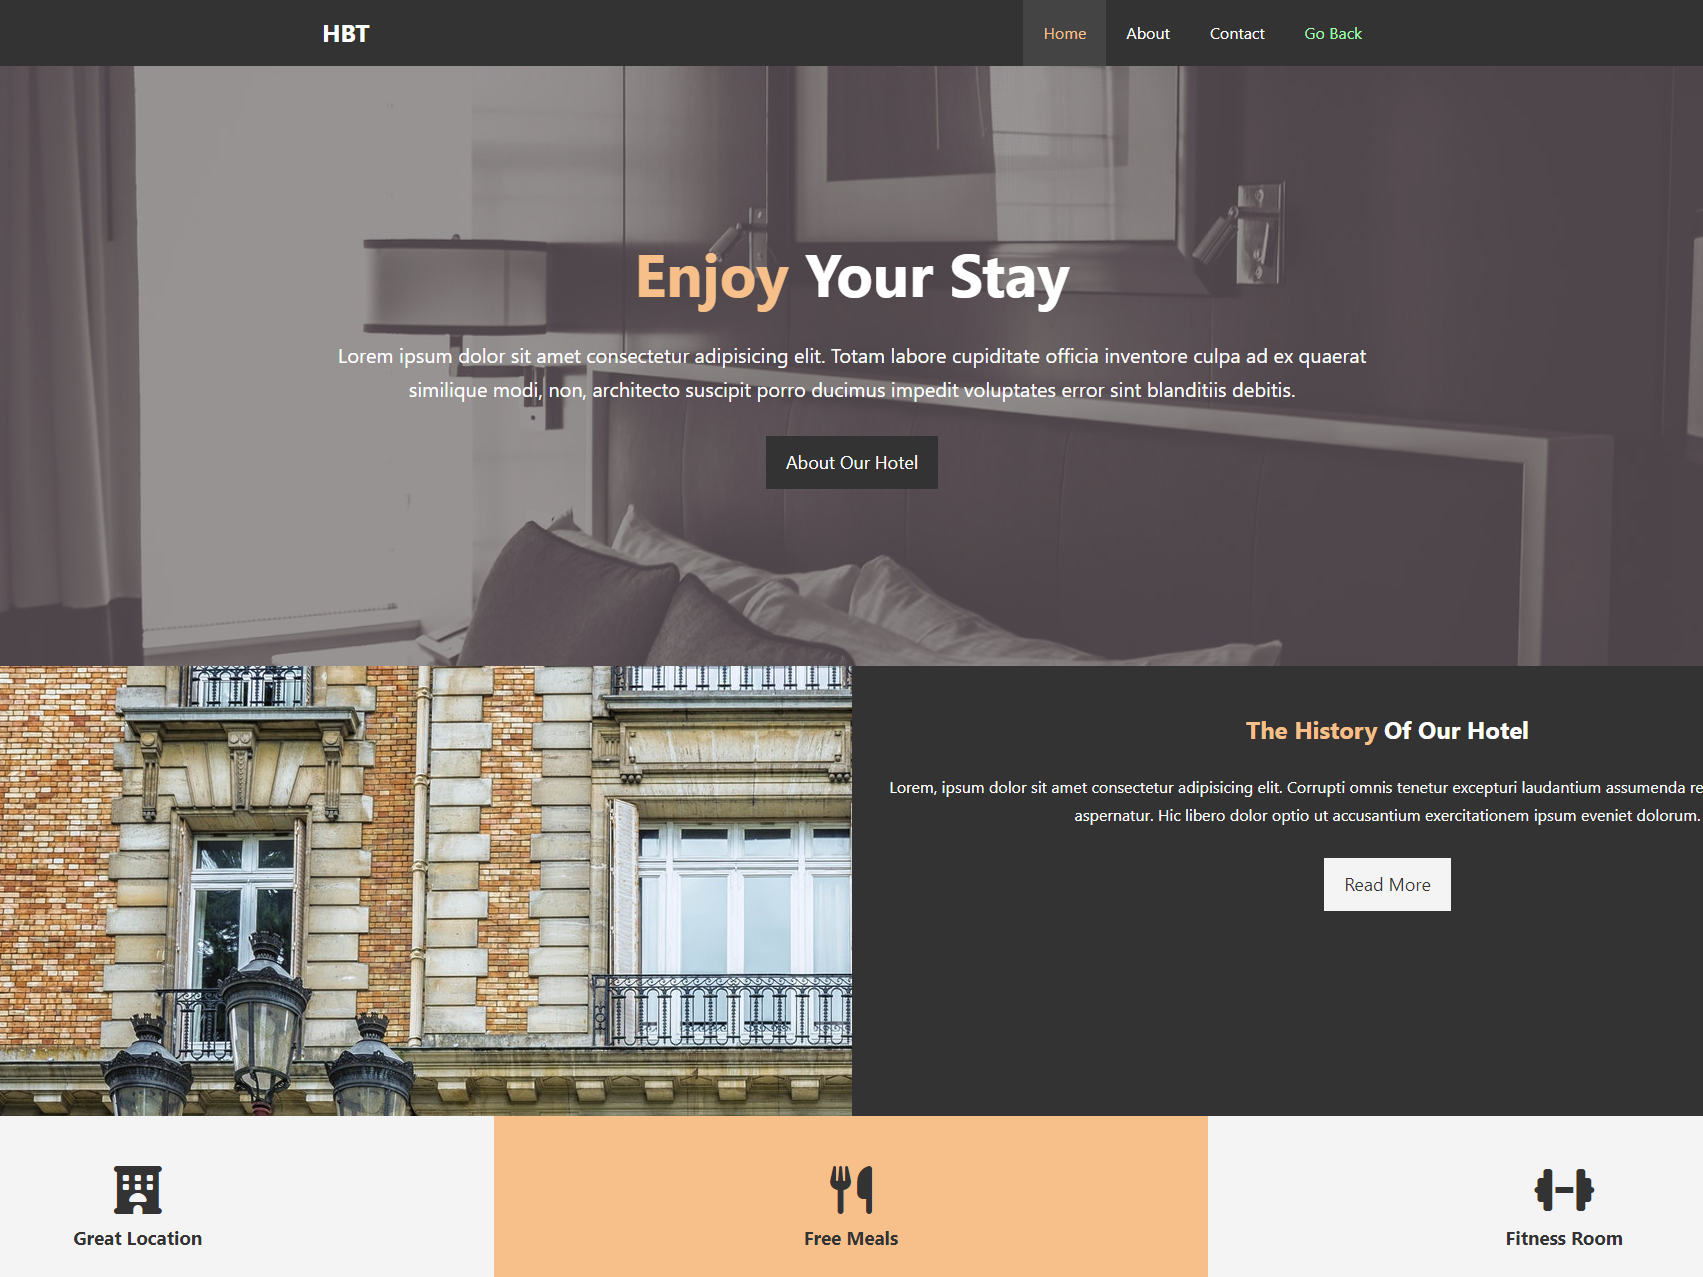 HBT
Home About Contact Go Back
Enjoy Your Stay
Lorem ipsum dolor sit amet consectetur adipisicing elit. Totam labore cupiditate officia inventore culpa ad ex quaerat
similique modi, non, architecto suscipit porro ducimus impedit voluptates error sint blanditiis debitis.
About Our Hotel
The History Of Our Hotel
Lorem, ipsum dolor sit amet consectetur adipisicing elit. Corrupti omnis tenetur excepturi laudantium assumenda re
aspernatur. Hic libero dolor optio ut accusantium exercitationem ipsum eveniet dolorum.
Read More
Great Location
Free Meals
Fitness Room